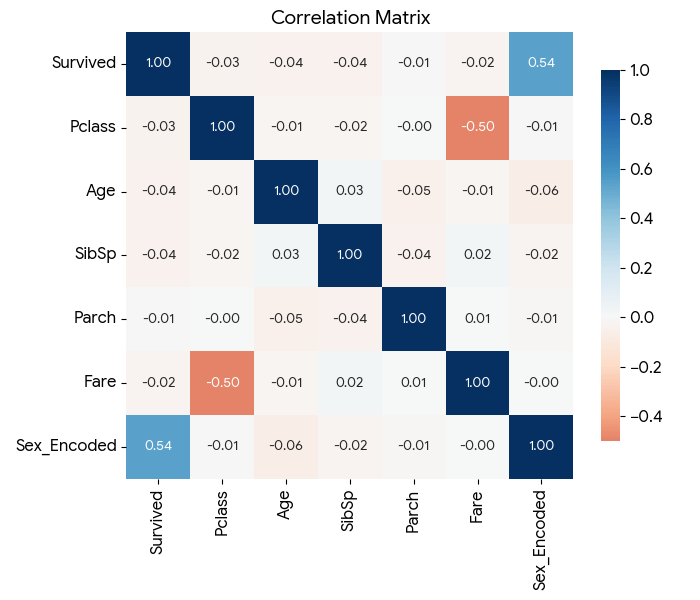 Correlation Matrix
Survived 1.00 -0.03 -0.04 -0.04 -0.01 -0.02 0.54
Pclass -0.03 1.00 -0.01 -0.02 -0.00 -0.50 -0.01
Age -0.04 -0.01 1.00 0.03 -0.05 -0.01 -0.06
SibSp -0.04 -0.02 0.03 1.00 -0.04 0.02 -0.02
Parch -0.01 -0.00 -0.05 -0.04 1.00 0.01 -0.01
Fare -0.02 -0.50 -0.01 0.02 0.01 1.00 -0.00
Sex_Encoded 0.54 -0.01 -0.06 -0.02 -0.01 -0.00 1.00
Survived Pclass Age SibSp Parch Fare Sex_Encoded
1.0
0.8
0.6
0.4
0.2
0.0
−0.2
−0.4